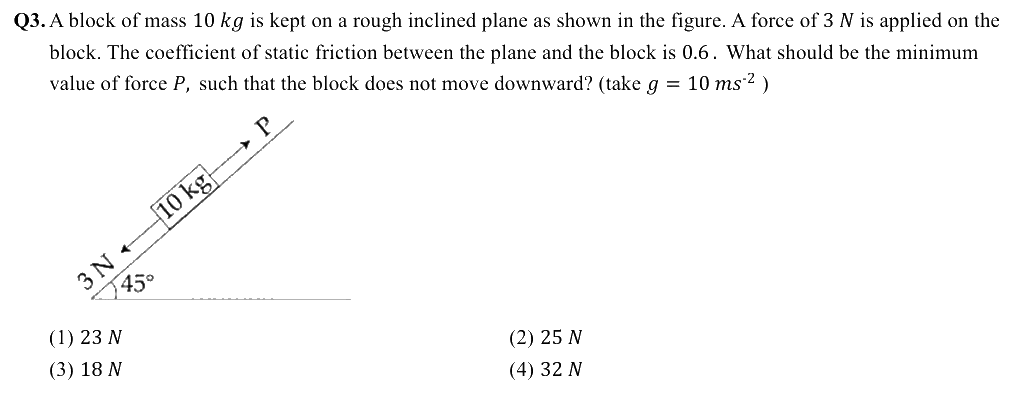 Q3. A block of mass 10 kg is kept on a rough inclined plane as shown in the figure. A force of 3 N is applied on the
block. The coefficient of static friction between the plane and the block is 0.6 . What should be the minimum
value of force P, such that the block does not move downward? (take g = 10 ms⁻² )
P
10 kg
3 N
45°
(1) 23 N
(2) 25 N
(3) 18 N
(4) 32 N